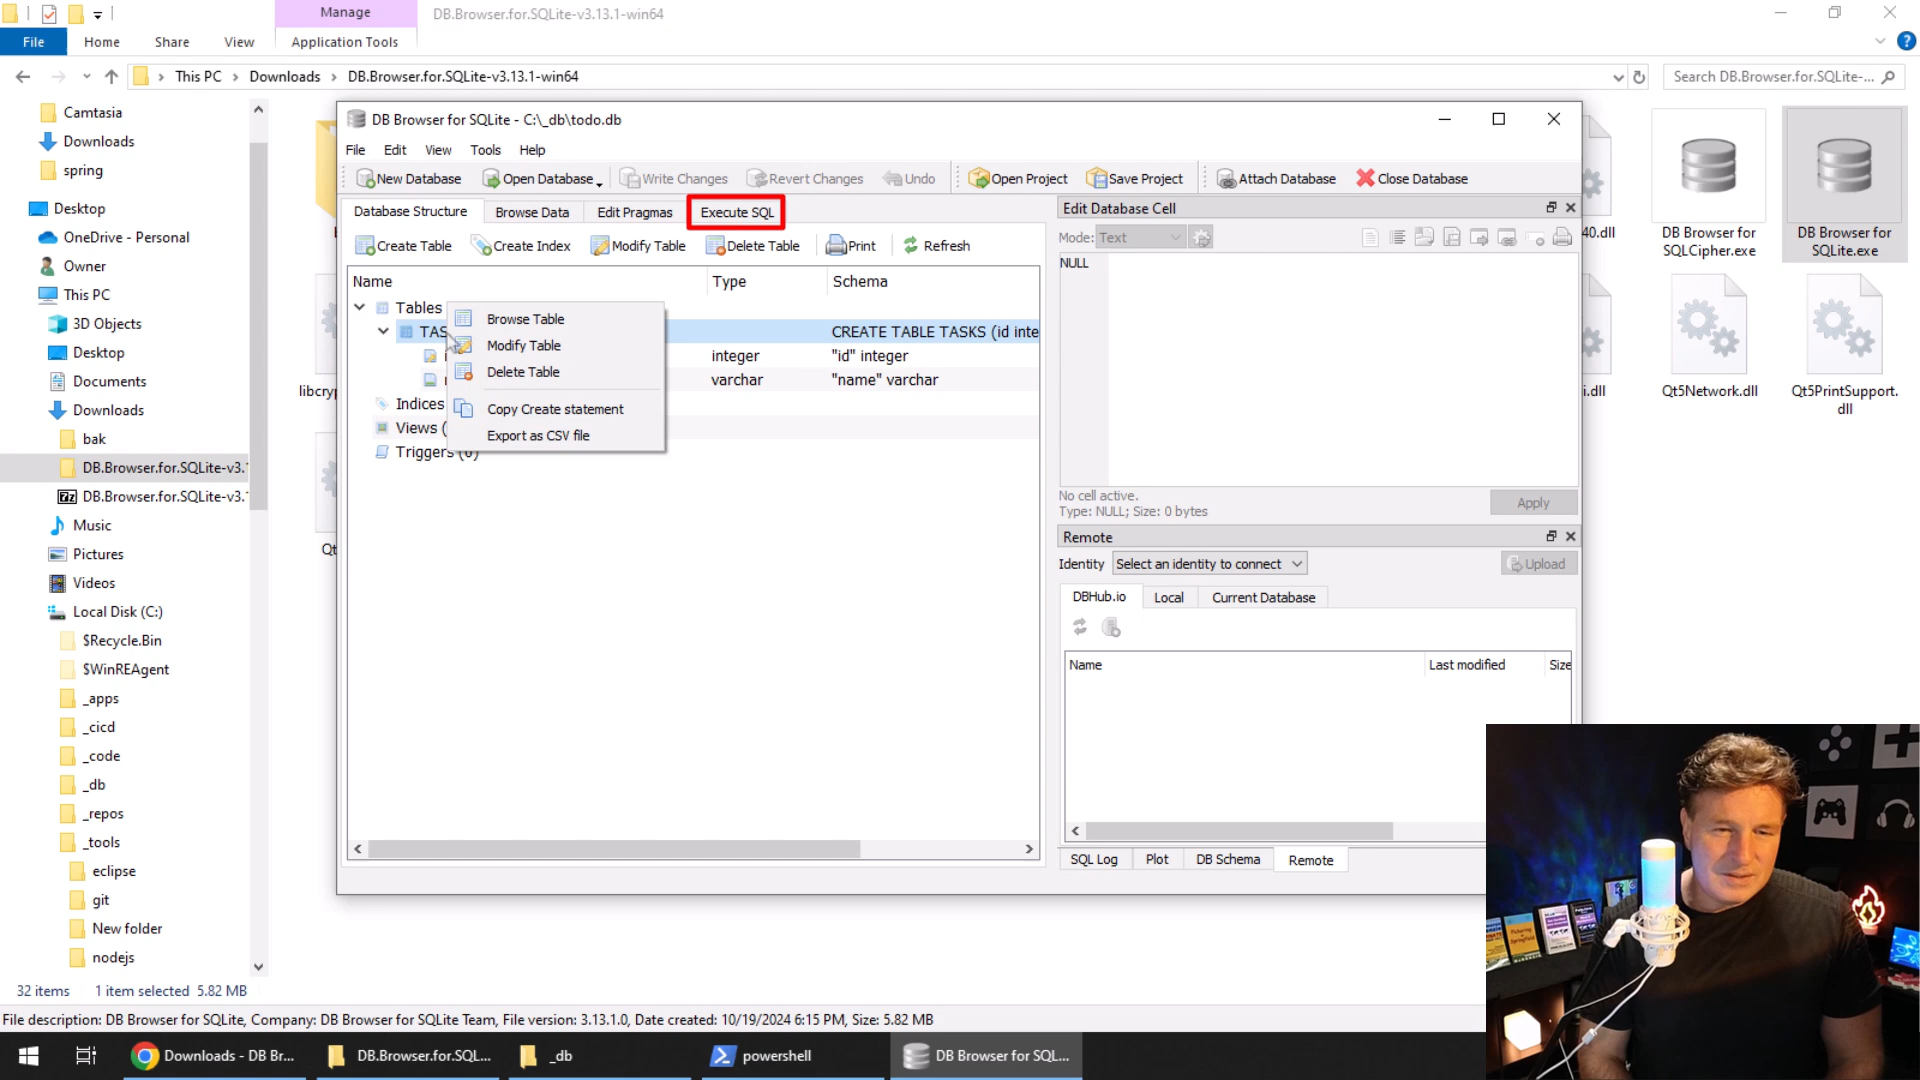 Manage
DB.Browser.for.SQLite-v3.13.1-win64
File
Home
Share
View
Application Tools
This PC
Downloads
DB.Browser.for.SQLite-v3.13.1-win64
Search DB.Browser.for.SQLite-...
Camtasia
Downloads
spring
Desktop
OneDrive - Personal
Owner
This PC
3D Objects
Desktop
Documents
Downloads
bak
DB.Browser.for.SQLite-v3.
DB.Browser.for.SQLite-v3.
Music
Pictures
Videos
Local Disk (C:)
$Recycle.Bin
$WinREAgent
_apps
_cicd
_code
_db
_repos
_tools
eclipse
git
New folder
nodejs
libcryp
Qt
DB Browser for SQLite - C:\_db\todo.db
File
Edit
View
Tools
Help
New Database
Open Database
Write Changes
Revert Changes
Undo
Open Project
Save Project
Attach Database
Close Database
Database Structure
Browse Data
Edit Pragmas
Execute SQL
Create Table
Create Index
Modify Table
Delete Table
Print
Refresh
Name
Type
Schema
Tables
TAS
CREATE TABLE TASKS (id inte
integer
"id" integer
varchar
"name" varchar
Indices
Views (
Triggers (0)
Browse Table
Modify Table
Delete Table
Copy Create statement
Export as CSV file
Edit Database Cell
Mode:
Text
NULL
No cell active.
Type: NULL; Size: 0 bytes
Apply
Remote
Identity
Select an identity to connect
Upload
DBHub.io
Local
Current Database
Name
Last modified
Size
SQL Log
Plot
DB Schema
Remote
40.dll
DB Browser for
SQLCipher.exe
DB Browser for
SQLite.exe
i.dll
Qt5Network.dll
Qt5PrintSupport.
dll
32 items
1 item selected
5.82 MB
File description: DB Browser for SQLite, Company: DB Browser for SQLite Team, File version: 3.13.1.0, Date created: 10/19/2024 6:15 PM, Size: 5.82 MB
Downloads - DB Br...
DB.Browser.for.SQL...
_db
powershell
DB Browser for SQL...